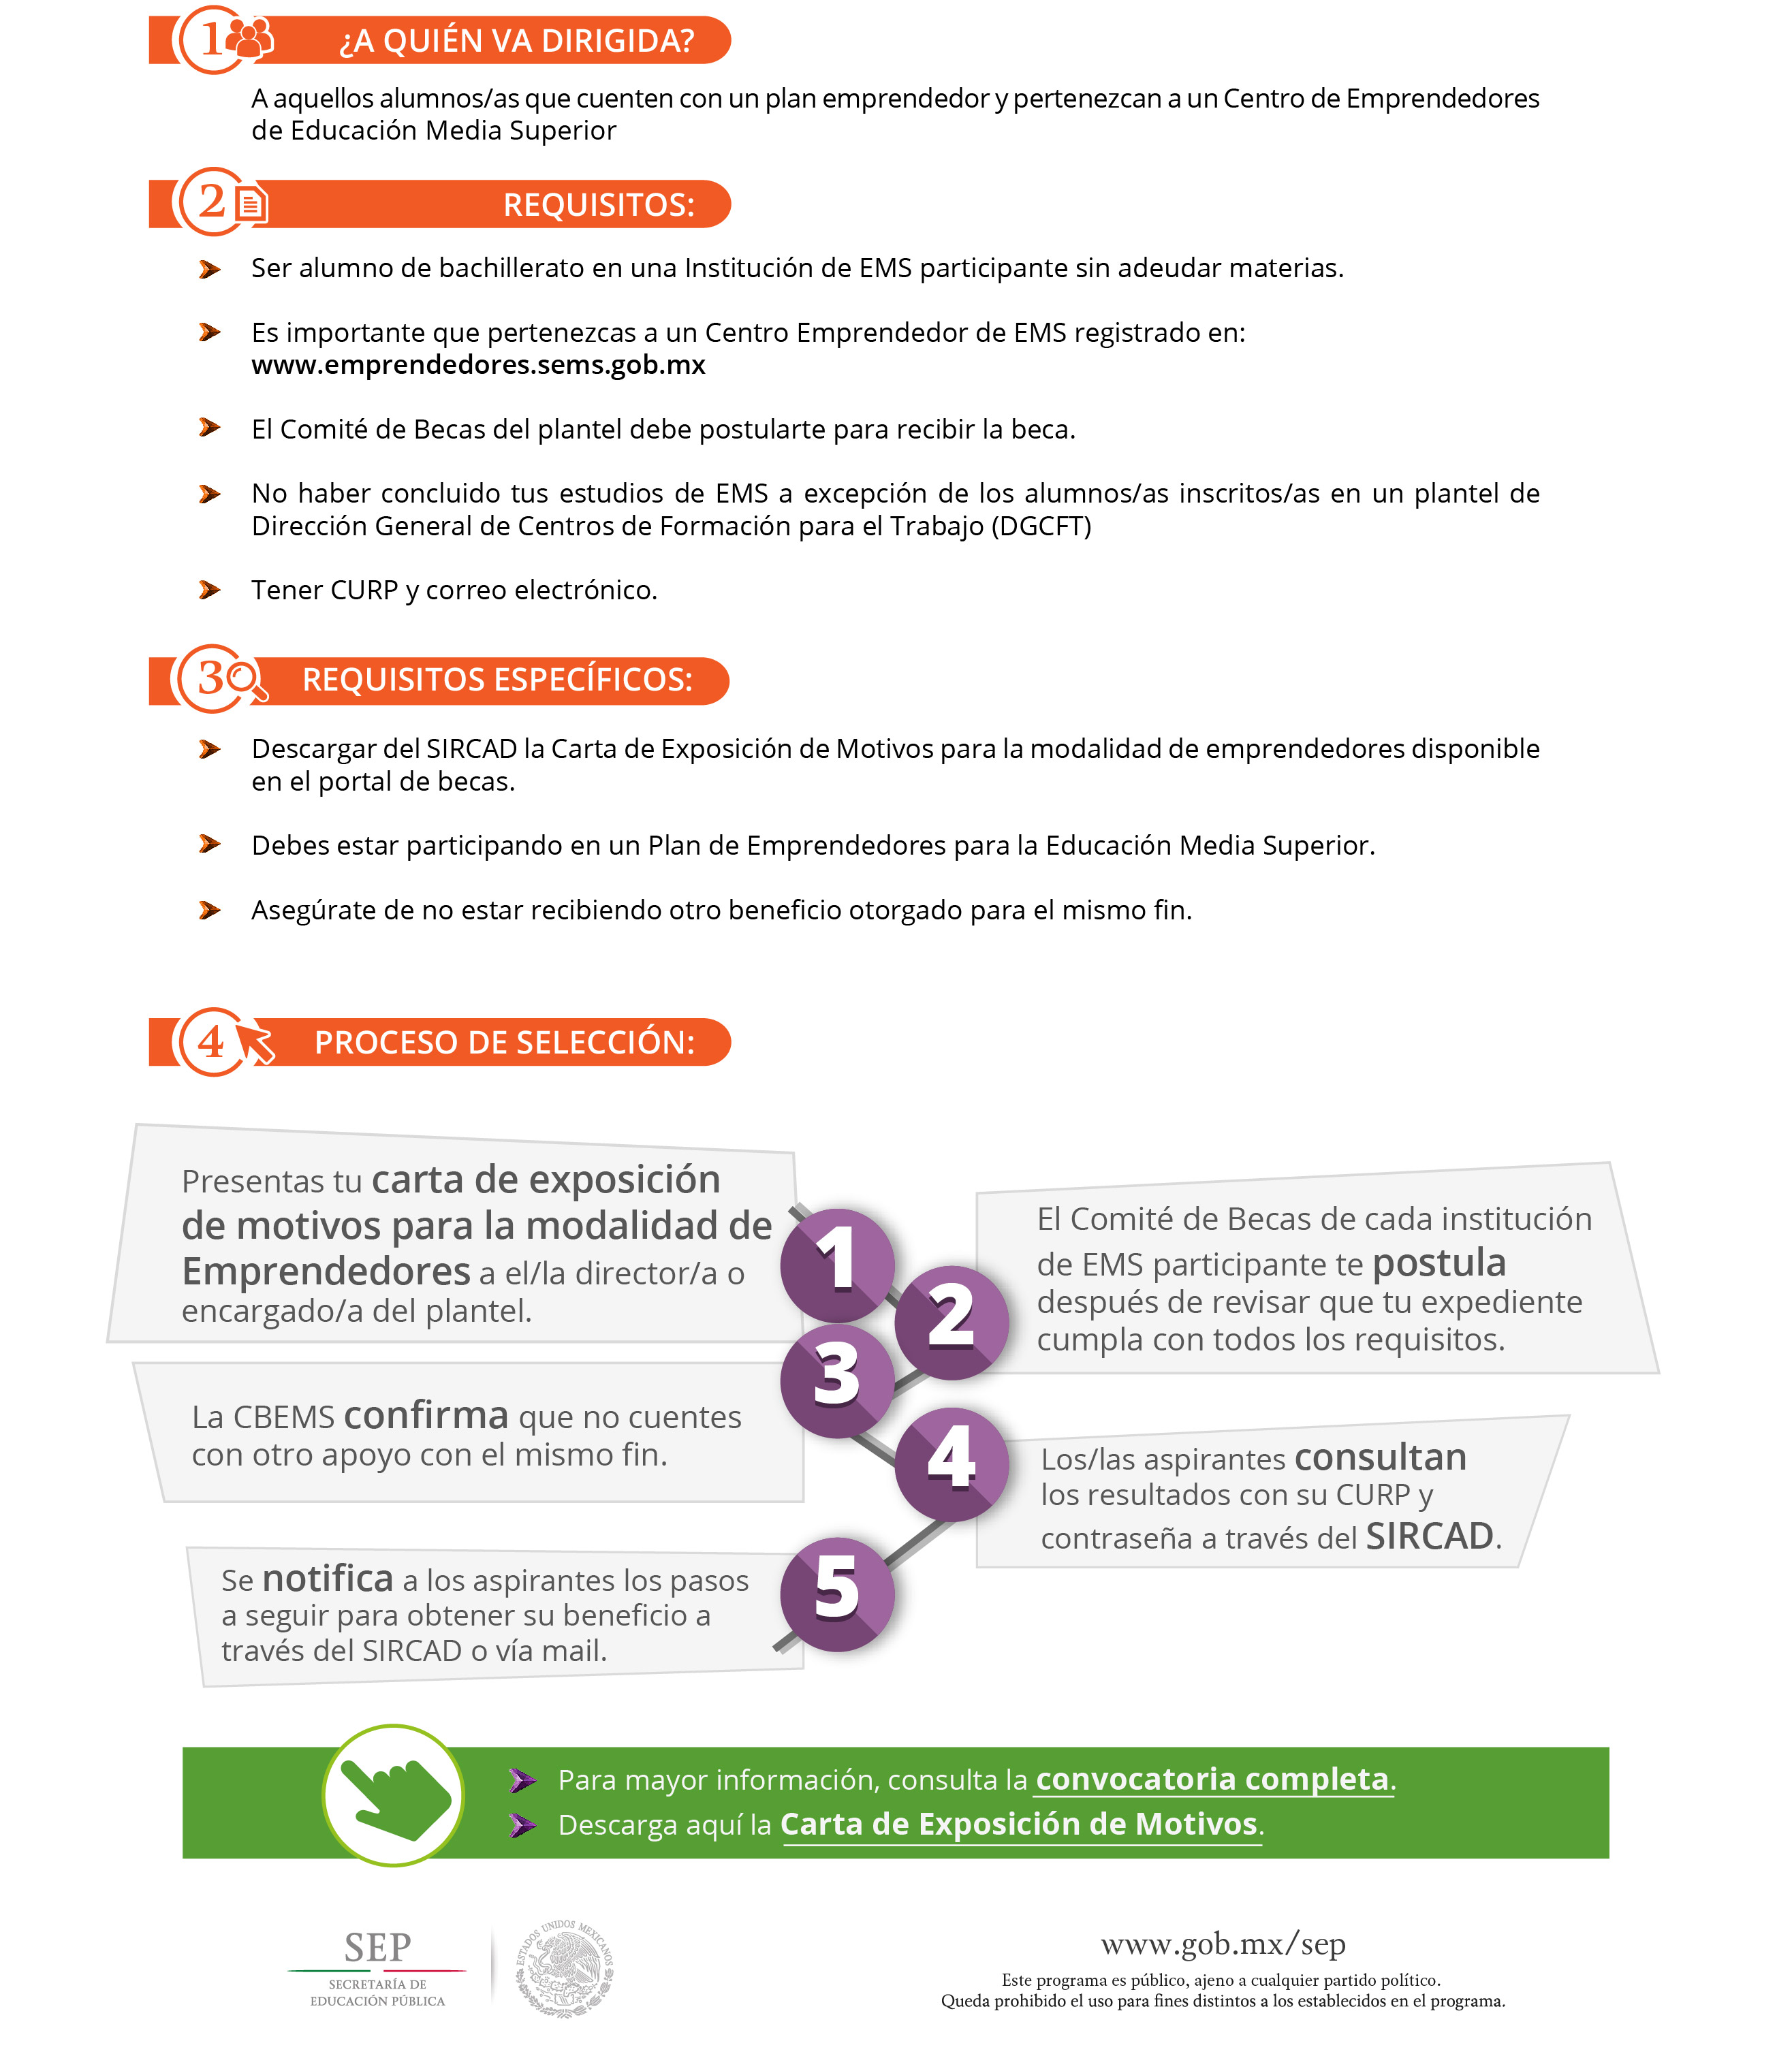 1
¿A QUIÉN VA DIRIGIDA?
A aquellos alumnos/as que cuenten con un plan emprendedor y pertenezcan a un Centro de Emprendedores
de Educación Media Superior
2
REQUISITOS:
Ser alumno de bachillerato en una Institución de EMS participante sin adeudar materias.
Es importante que pertenezcas a un Centro Emprendedor de EMS registrado en:
www.emprendedores.sems.gob.mx
El Comité de Becas del plantel debe postularte para recibir la beca.
No haber concluido tus estudios de EMS a excepción de los alumnos/as inscritos/as en un plantel de
Dirección General de Centros de Formación para el Trabajo (DGCFT)
Tener CURP y correo electrónico.
3
REQUISITOS ESPECÍFICOS:
Descargar del SIRCAD la Carta de Exposición de Motivos para la modalidad de emprendedores disponible
en el portal de becas.
Debes estar participando en un Plan de Emprendedores para la Educación Media Superior.
Asegúrate de no estar recibiendo otro beneficio otorgado para el mismo fin.
4
PROCESO DE SELECCIÓN:
1
Presentas tu carta de exposición
de motivos para la modalidad de
Emprendedores a el/la director/a o
encargado/a del plantel.
2
El Comité de Becas de cada institución
de EMS participante te postula
después de revisar que tu expediente
cumpla con todos los requisitos.
3
La CBEMS confirma que no cuentes
con otro apoyo con el mismo fin.
4
Los/las aspirantes consultan
los resultados con su CURP y
contraseña a través del SIRCAD.
5
Se notifica a los aspirantes los pasos
a seguir para obtener su beneficio a
través del SIRCAD o vía mail.
Para mayor información, consulta la convocatoria completa.
Descarga aquí la Carta de Exposición de Motivos.
SEP
SECRETARÍA DE
EDUCACIÓN PÚBLICA
ESTADOS UNIDOS MEXICANOS
www.gob.mx/sep
Este programa es público, ajeno a cualquier partido político.
Queda prohibido el uso para fines distintos a los establecidos en el programa.